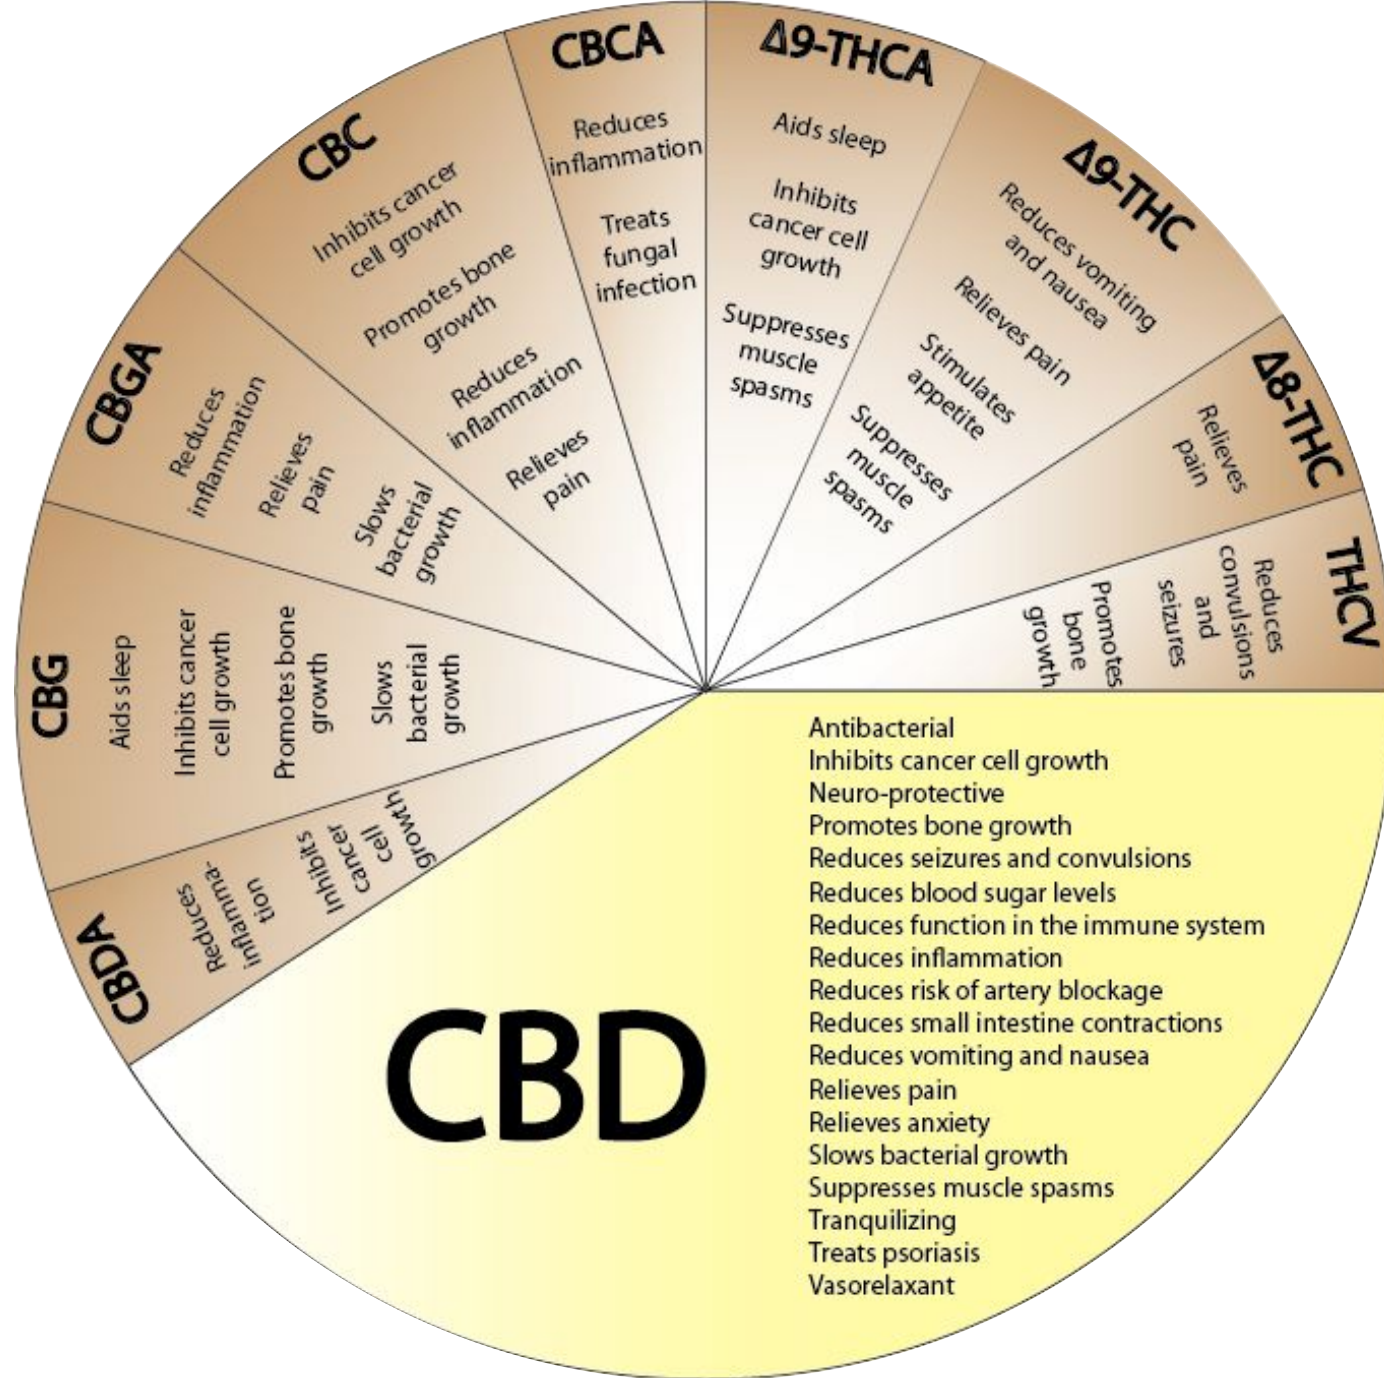 CBCA
Reduces
inflammation
Treats
fungal
infection
Δ9-THCA
Aids sleep
Inhibits
cancer cell
growth
Suppresses
muscle
spasms
Δ9-THC
Reduces vomiting
and nausea
Relieves pain
Stimulates
appetite
Suppresses
muscle
spasms
Δ8-THC
Relieves
pain
THCV
Reduces
convulsions
and
seizures
Promotes
bone
growth
CBD
Antibacterial
Inhibits cancer cell growth
Neuro-protective
Promotes bone growth
Reduces seizures and convulsions
Reduces blood sugar levels
Reduces function in the immune system
Reduces inflammation
Reduces risk of artery blockage
Reduces small intestine contractions
Reduces vomiting and nausea
Relieves pain
Relieves anxiety
Slows bacterial growth
Suppresses muscle spasms
Tranquilizing
Treats psoriasis
Vasorelaxant
CBDA
Reduces
inflamma-
tion
Inhibits
cancer
cell
growth
CBG
Aids sleep
Inhibits cancer
cell growth
Promotes bone
growth
Slows
bacterial
growth
CBGA
Reduces
inflammation
Relieves
pain
Slows
bacterial
growth
CBC
Inhibits cancer
cell growth
Promotes bone
growth
Reduces
inflammation
Relieves
pain